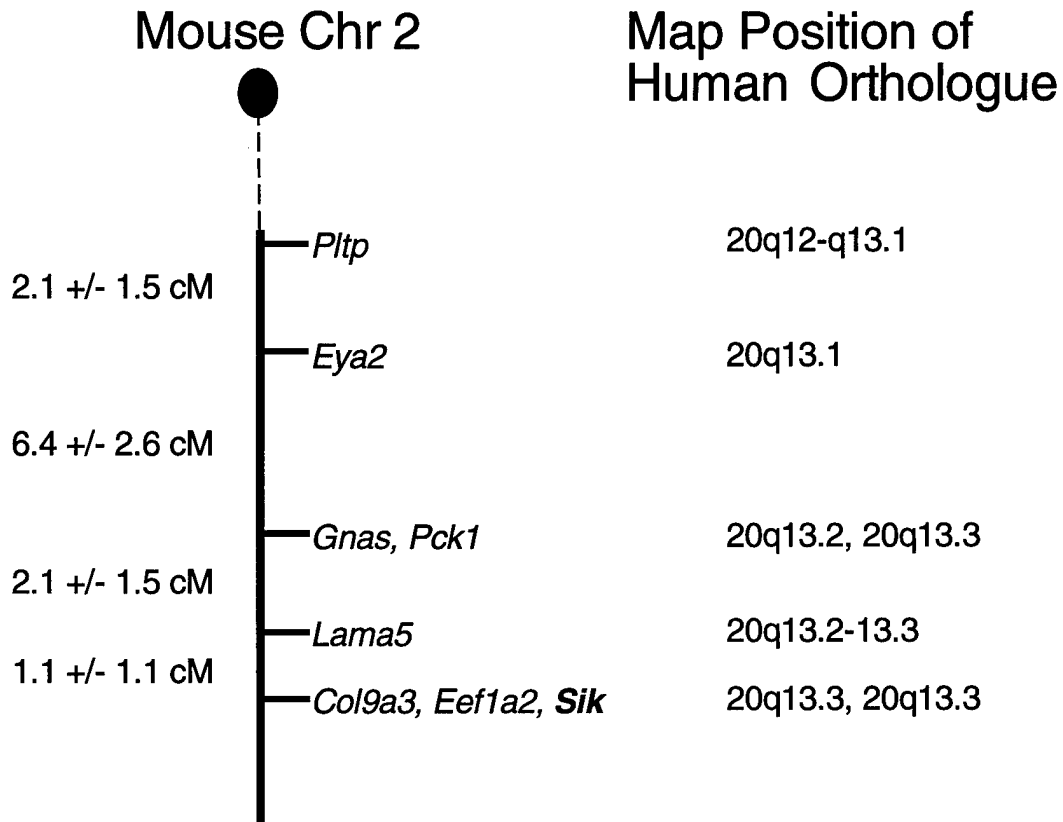 Mouse Chr 2
Map Position of
Human Orthologue
Pltp
20q12-q13.1
2.1 +/- 1.5 cM
Eya2
20q13.1
6.4 +/- 2.6 cM
Gnas, Pck1
20q13.2, 20q13.3
2.1 +/- 1.5 cM
Lama5
20q13.2-13.3
1.1 +/- 1.1 cM
Col9a3, Eef1a2, Sik
20q13.3, 20q13.3